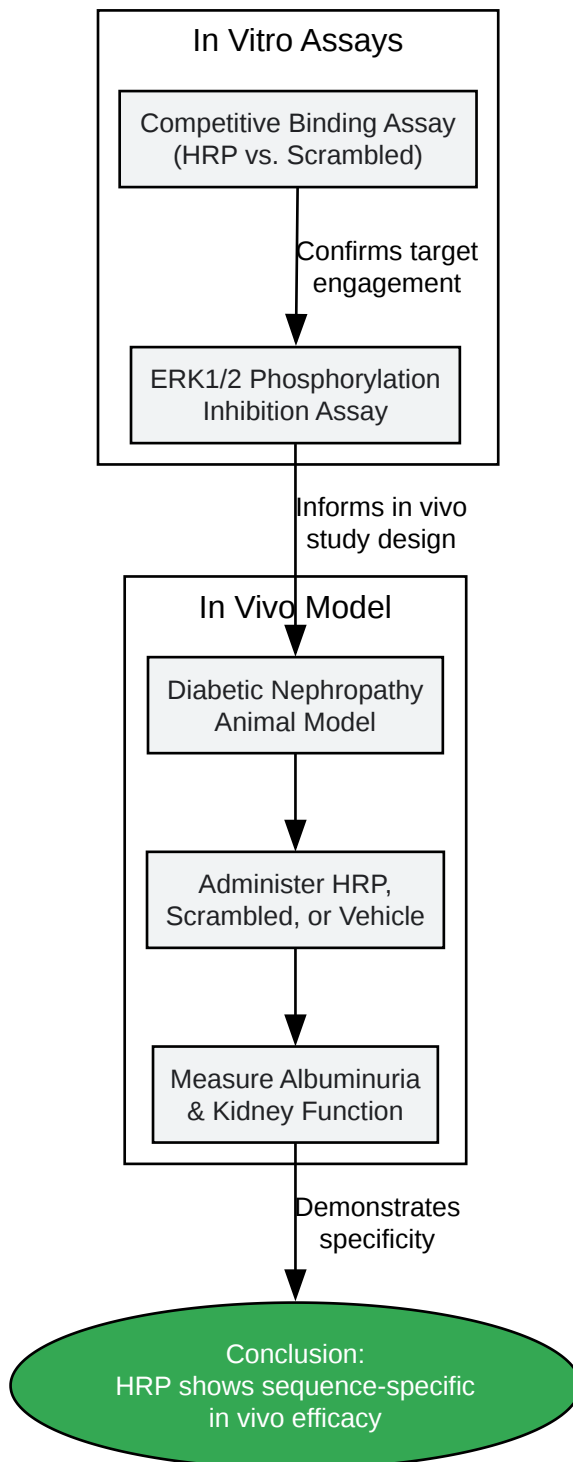 In Vitro Assays
Competitive Binding Assay
(HRP vs. Scrambled)
Confirms target
engagement
ERK1/2 Phosphorylation
Inhibition Assay
Informs in vivo
study design
In Vivo Model
Diabetic Nephropathy
Animal Model
Administer HRP,
Scrambled, or Vehicle
Measure Albuminuria
& Kidney Function
Demonstrates
specificity
Conclusion:
HRP shows sequence-specific
in vivo efficacy